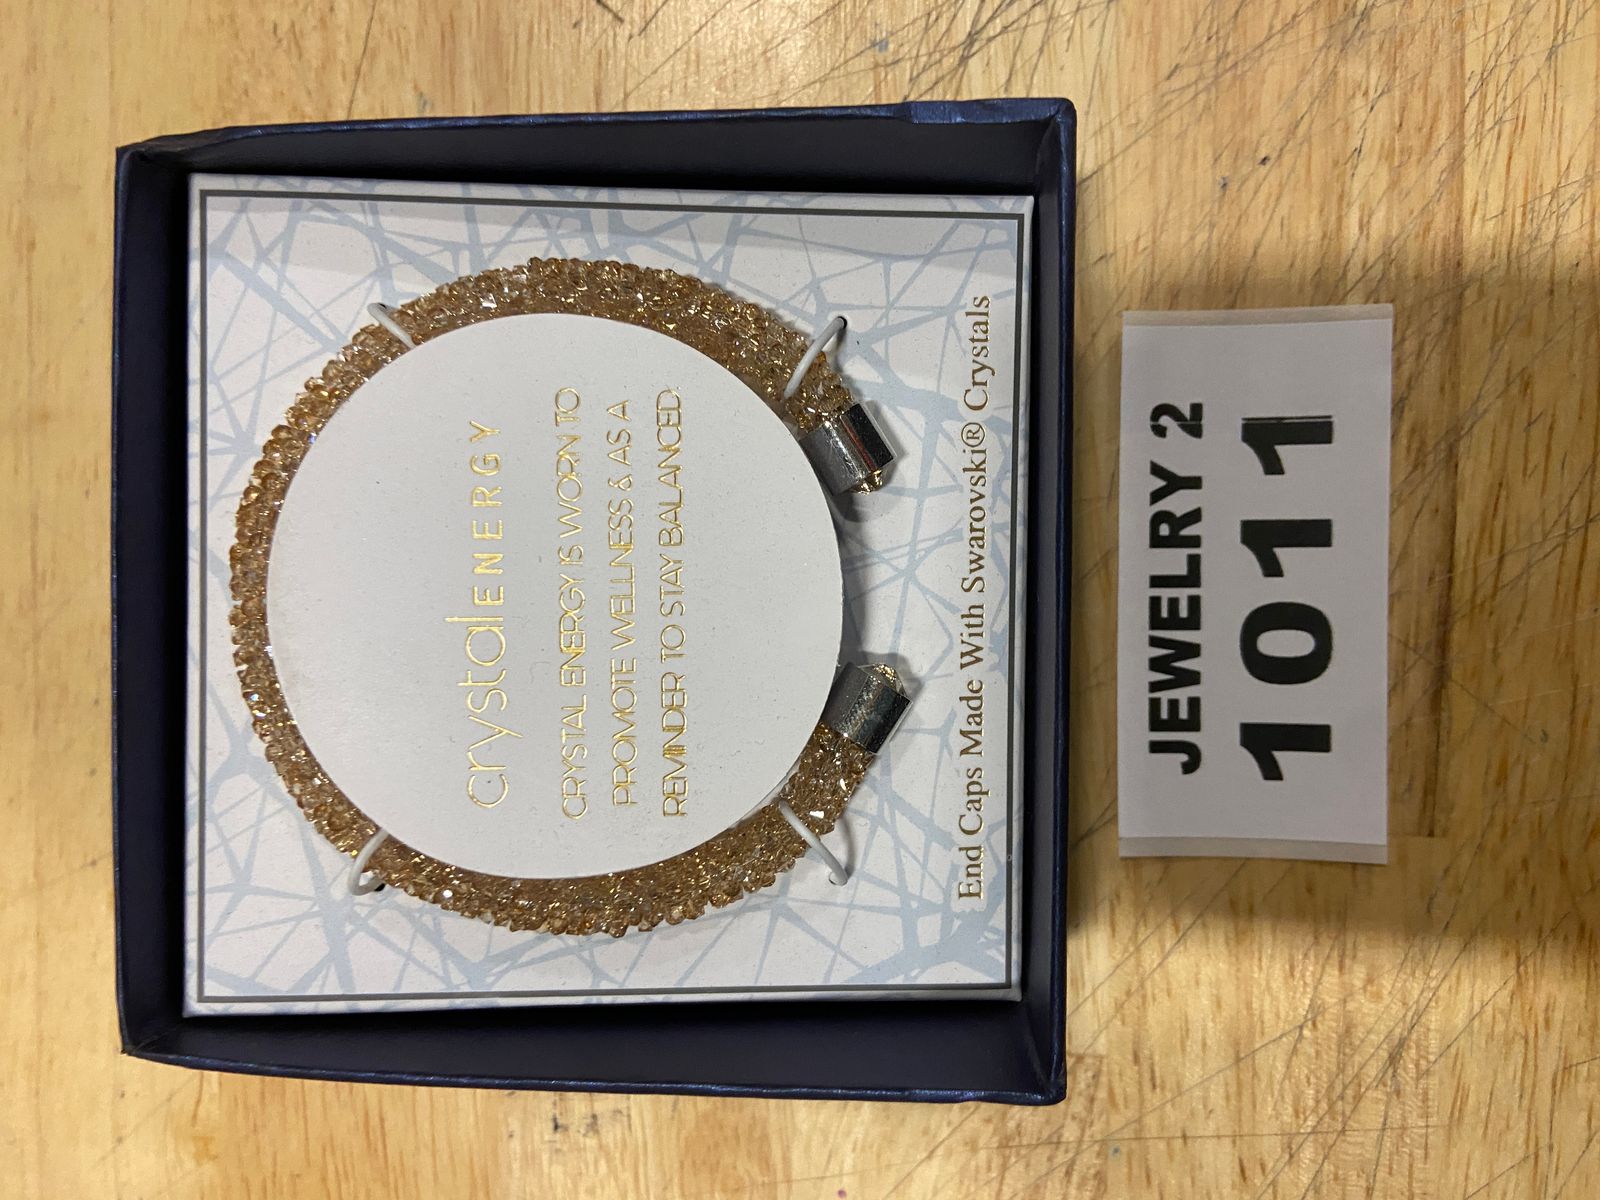 crystalENERGY
CRYSTAL ENERGY IS WORN TO
PROMOTE WELLNESS & AS A
REMINDER TO STAY BALANCED.
End Caps Made With Swarovski® Crystals
JEWELRY 2
1011